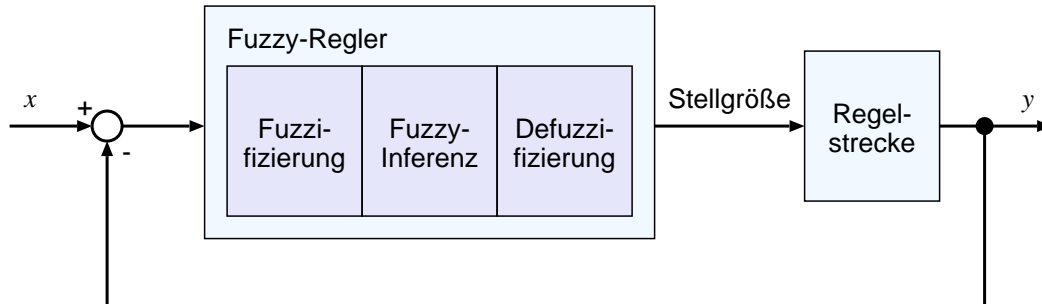 Fuzzy-Regler
x
+
-
Fuzzi-
fizierung
Fuzzy-
Inferenz
Defuzzi-
fizierung
Stellgröße
Regel-
strecke
y